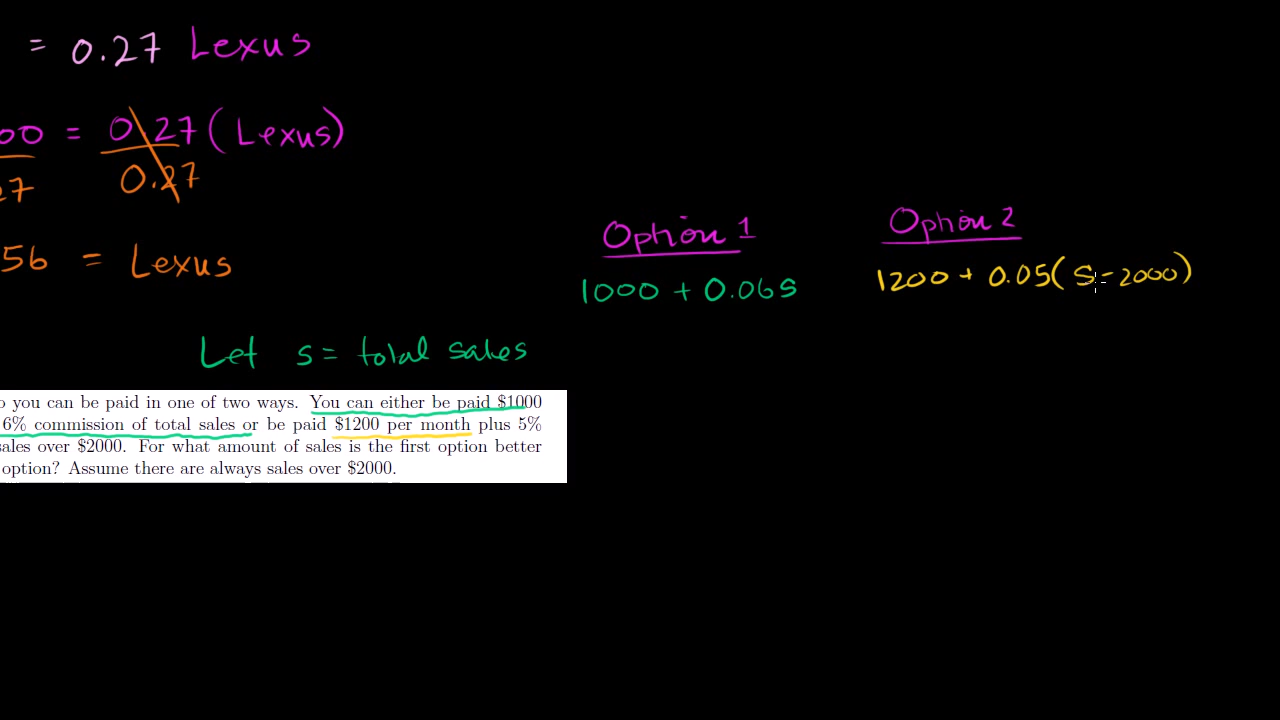 = 0.27 Lexus
00 = 0.27(Lexus)
27 0.27
56 = Lexus
Option 1
Option 2
1000 + 0.06s
1200 + 0.05(s-2000)
Let s = total sales
o you can be paid in one of two ways. You can either be paid $1000
6% commission of total sales or be paid $1200 per month plus 5%
sales over $2000. For what amount of sales is the first option better
option? Assume there are always sales over $2000.